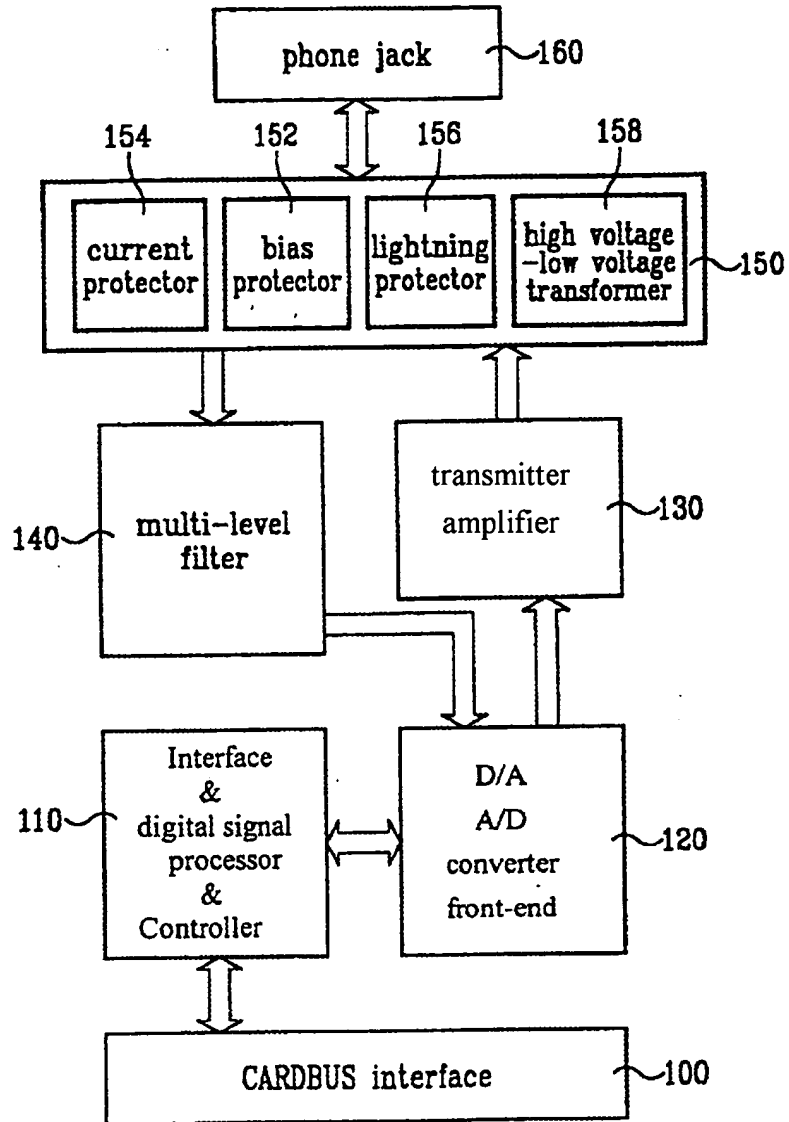 phone jack
160
154
152
156
158
current
protector
bias
protector
lightning
protector
high voltage
-low voltage
transformer
150
140
multi-level
filter
transmitter
amplifier
130
110
Interface
&
digital signal
processor
&
Controller
D/A
A/D
converter
front-end
120
CARDBUS interface
100